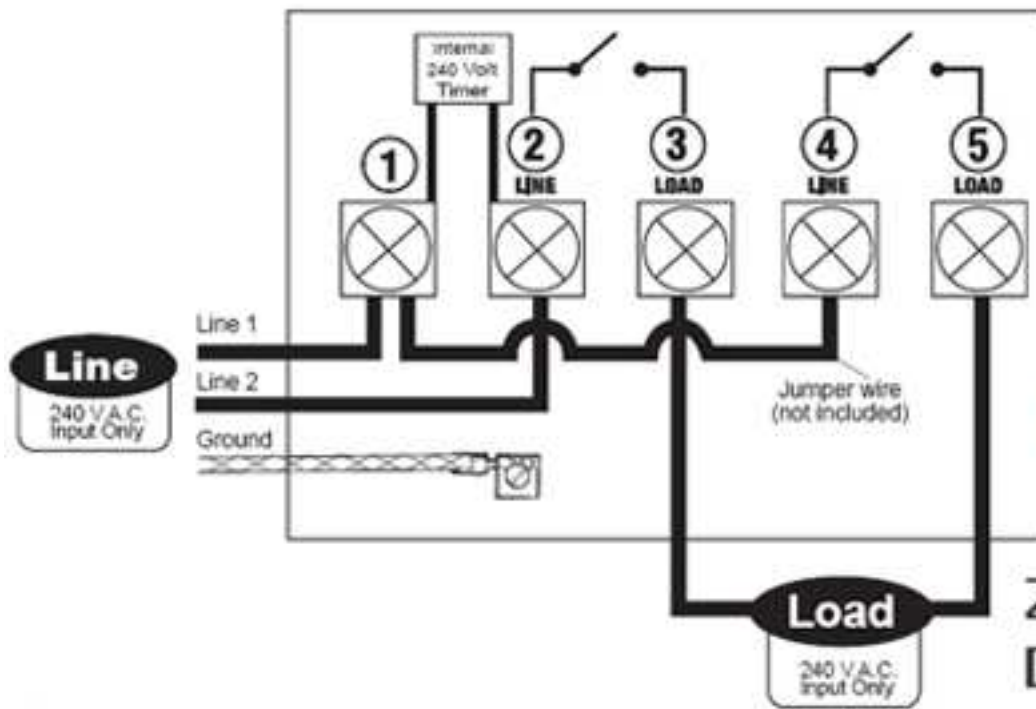 Internal
240 Volt
Timer
1
2
3
4
5
LINE
LOAD
LINE
LOAD
Line 1
Line
Line 2
240 V.A.C.
Input Only
Jumper wire
(not included)
Ground
Load
240 V.A.C.
Input Only